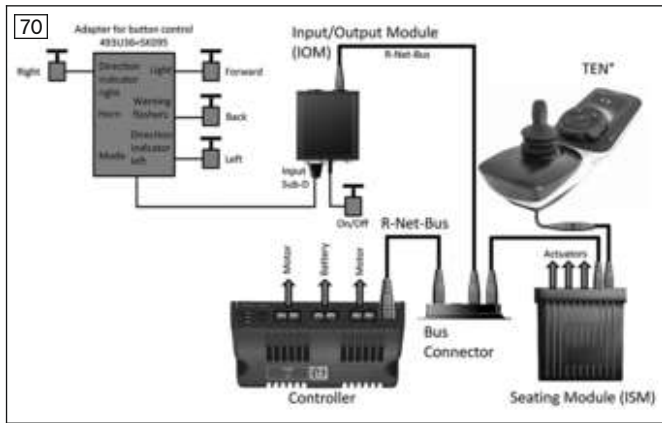 70
Adapter for button control
493U36=SK095
Right
Direction
indicator
right
Light
Forward
Horn
Warning
flashers
Back
Mode
Direction
indicator
left
Left
Input/Output Module
(IOM)
R-Net-Bus
TEN°
Input
Sub-D
On/Off
R-Net-Bus
Motor
Battery
Motor
Actuators
Bus
Connector
Controller
Seating Module (ISM)